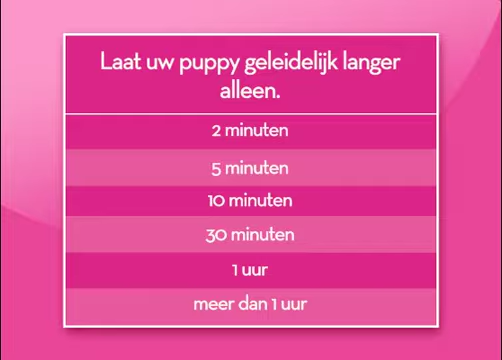 Laat uw puppy geleidelijk langer
alleen.
2 minuten
5 minuten
10 minuten
30 minuten
1 uur
meer dan 1 uur